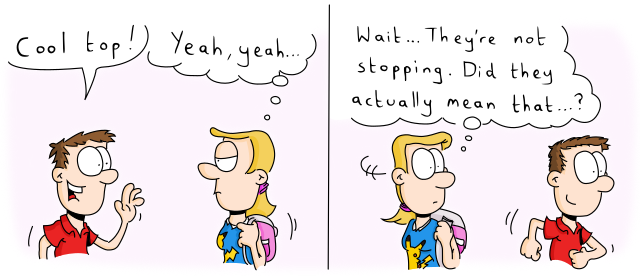 Cool top!
Yeah, yeah...
Wait... They're not
stopping. Did they
actually mean that...?